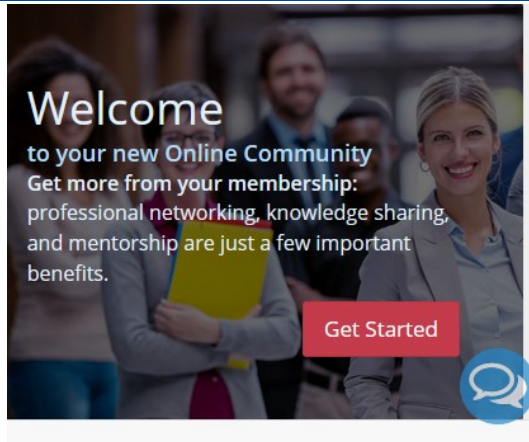 Welcome
to your new Online Community
Get more from your membership:
professional networking, knowledge sharing,
and mentorship are just a few important
benefits.
Get Started